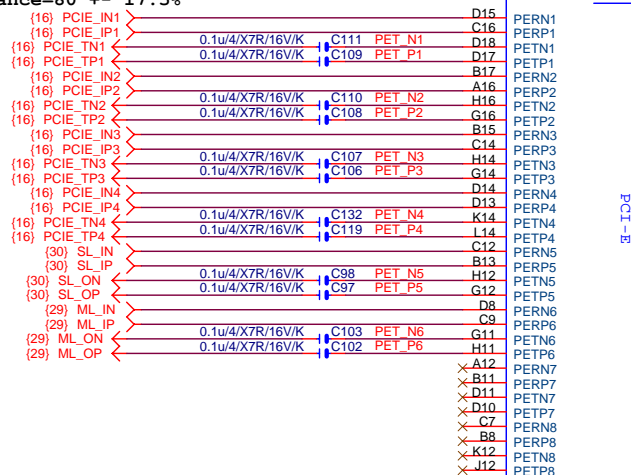 {16} PCIE_IN1 D15 PERN1
{16} PCIE_IP1 C16 PERP1
{16} PCIE_TN1 0.1u/4/X7R/16V/K C111 PET_N1 D18 PETN1
{16} PCIE_TP1 0.1u/4/X7R/16V/K C109 PET_P1 D17 PETP1
{16} PCIE_IN2 B17 PERN2
{16} PCIE_IP2 A16 PERP2
{16} PCIE_TN2 0.1u/4/X7R/16V/K C110 PET_N2 H16 PETN2
{16} PCIE_TP2 0.1u/4/X7R/16V/K C108 PET_P2 G16 PETP2
{16} PCIE_IN3 B15 PERN3
{16} PCIE_IP3 C14 PERP3
{16} PCIE_TN3 0.1u/4/X7R/16V/K C107 PET_N3 H14 PETN3
{16} PCIE_TP3 0.1u/4/X7R/16V/K C106 PET_P3 G14 PETP3
{16} PCIE_IN4 D14 PERN4
{16} PCIE_IP4 D13 PERP4
{16} PCIE_TN4 0.1u/4/X7R/16V/K C132 PET_N4 K14 PETN4
{16} PCIE_TP4 0.1u/4/X7R/16V/K C119 PET_P4 L14 PETP4
{30} SL_IN C12 PERN5
{30} SL_IP B13 PERP5
{30} SL_ON 0.1u/4/X7R/16V/K C98 PET_N5 H12 PETN5
{30} SL_OP 0.1u/4/X7R/16V/K C97 PET_P5 G12 PETP5
{29} ML_IN D8 PERN6
{29} ML_IP C9 PERP6
{29} ML_ON 0.1u/4/X7R/16V/K C103 PET_N6 G11 PETN6
{29} ML_OP 0.1u/4/X7R/16V/K C102 PET_P6 H11 PETP6
A12 PERN7
B11 PERP7
D11 PETN7
D10 PETP7
C7 PERN8
B8 PERP8
K12 PETN8
J12 PETP8
PCI-E